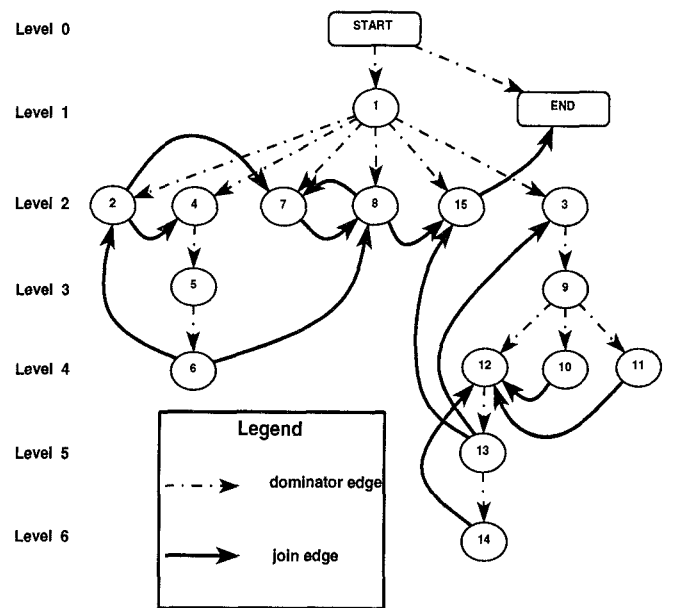 Level 0
START
Level 1
1
END
Level 2
2
4
7
8
15
3
Level 3
5
9
Level 4
6
12
10
11
Legend
Level 5
13
dominator edge
Level 6
14
join edge